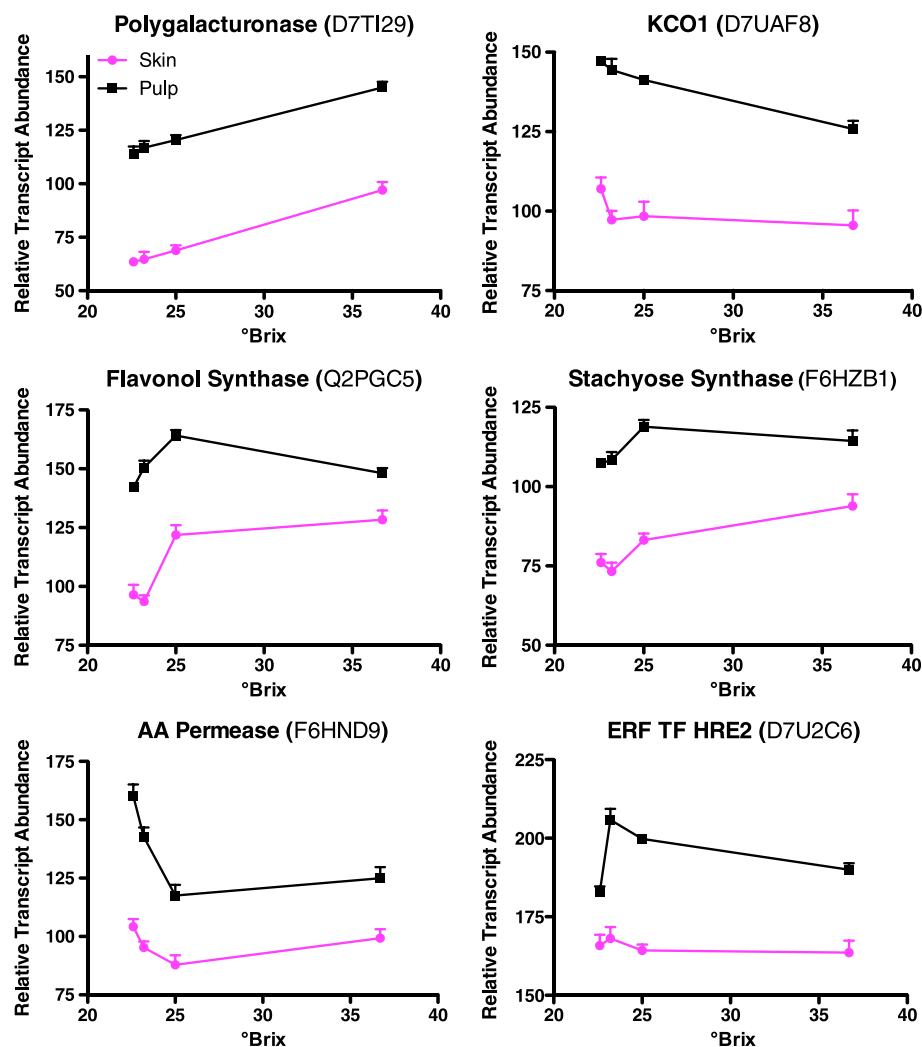 Polygalacturonase (D7TI29)
Skin
Pulp
Relative Transcript Abundance
150
125
100
75
50
20 25 30 35 40
°Brix
KCO1 (D7UAF8)
Relative Transcript Abundance
150
125
100
75
20 25 30 35 40
°Brix
Flavonol Synthase (Q2PGC5)
Relative Transcript Abundance
175
150
125
100
75
20 25 30 35 40
°Brix
Stachyose Synthase (F6HZB1)
Relative Transcript Abundance
125
100
75
50
20 25 30 35 40
°Brix
AA Permease (F6HND9)
Relative Transcript Abundance
175
150
125
100
75
20 25 30 35 40
°Brix
ERF TF HRE2 (D7U2C6)
Relative Transcript Abundance
225
200
175
150
20 25 30 35 40
°Brix